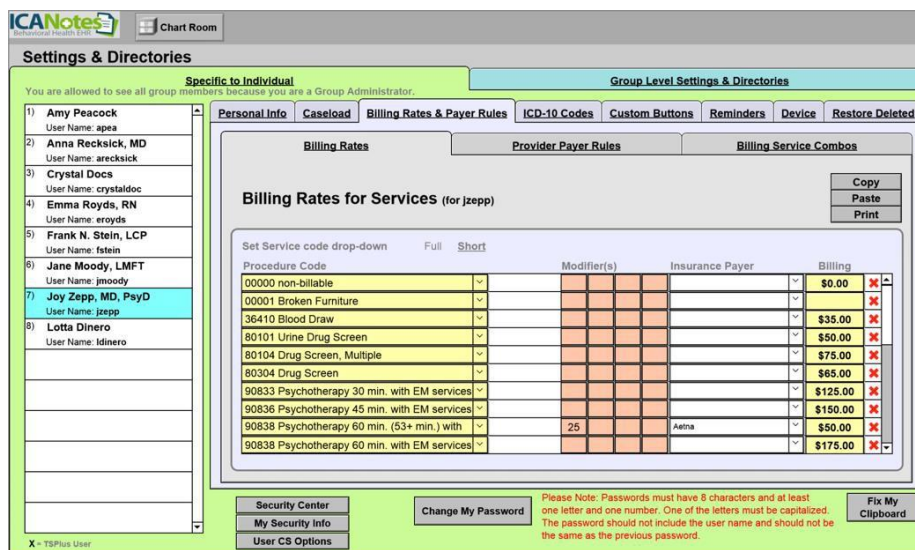 ICANotes
Behavioral Health EHR
Chart Room
Settings & Directories
Specific to Individual
Group Level Settings & Directories
You are allowed to see all group members because you are a Group Administrator.
1) Amy Peacock
User Name: apea
2) Anna Recksick, MD
User Name: arecksick
3) Crystal Docs
User Name: crystaldoc
4) Emma Royds, RN
User Name: eroyds
5) Frank N. Stein, LCP
User Name: fstein
6) Jane Moody, LMFT
User Name: jmoody
7) Joy Zepp, MD, PsyD
User Name: jzepp
8) Lotta Dinero
User Name: ldinero
X = TSPlus User
Personal Info Caseload Billing Rates & Payer Rules ICD-10 Codes Custom Buttons Reminders Device Restore Deleted
Billing Rates Provider Payer Rules Billing Service Combos
Billing Rates for Services (for jzepp)
Copy
Paste
Print
Set Service code drop-down Full Short
Procedure Code Modifier(s) Insurance Payer Billing
00000 non-billable $0.00
00001 Broken Furniture
36410 Blood Draw $35.00
80101 Urine Drug Screen $50.00
80104 Drug Screen, Multiple $75.00
80304 Drug Screen $65.00
90833 Psychotherapy 30 min. with EM services $125.00
90836 Psychotherapy 45 min. with EM services $150.00
90838 Psychotherapy 60 min. (53+ min.) with 25 Aetna $50.00
90838 Psychotherapy 60 min. with EM services $175.00
Security Center
My Security Info
User CS Options
Change My Password
Please Note: Passwords must have 8 characters and at least
one letter and one number. One of the letters must be capitalized.
The password should not include the user name and should not be
the same as the previous password.
Fix My
Clipboard